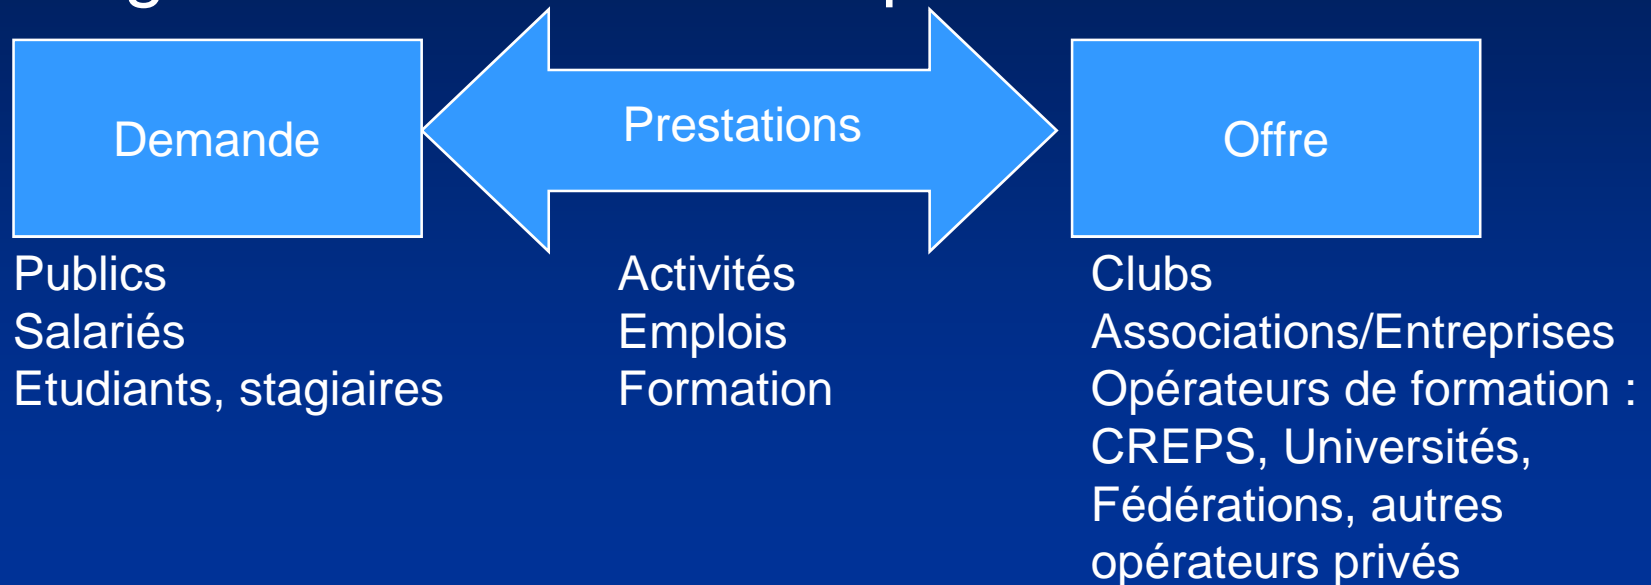 Demande
Prestations
Offre
Publics
Salariés
Etudiants, stagiaires
Activités
Emplois
Formation
Clubs
Associations/Entreprises
Opérateurs de formation :
CREPS, Universités,
Fédérations, autres
opérateurs privés